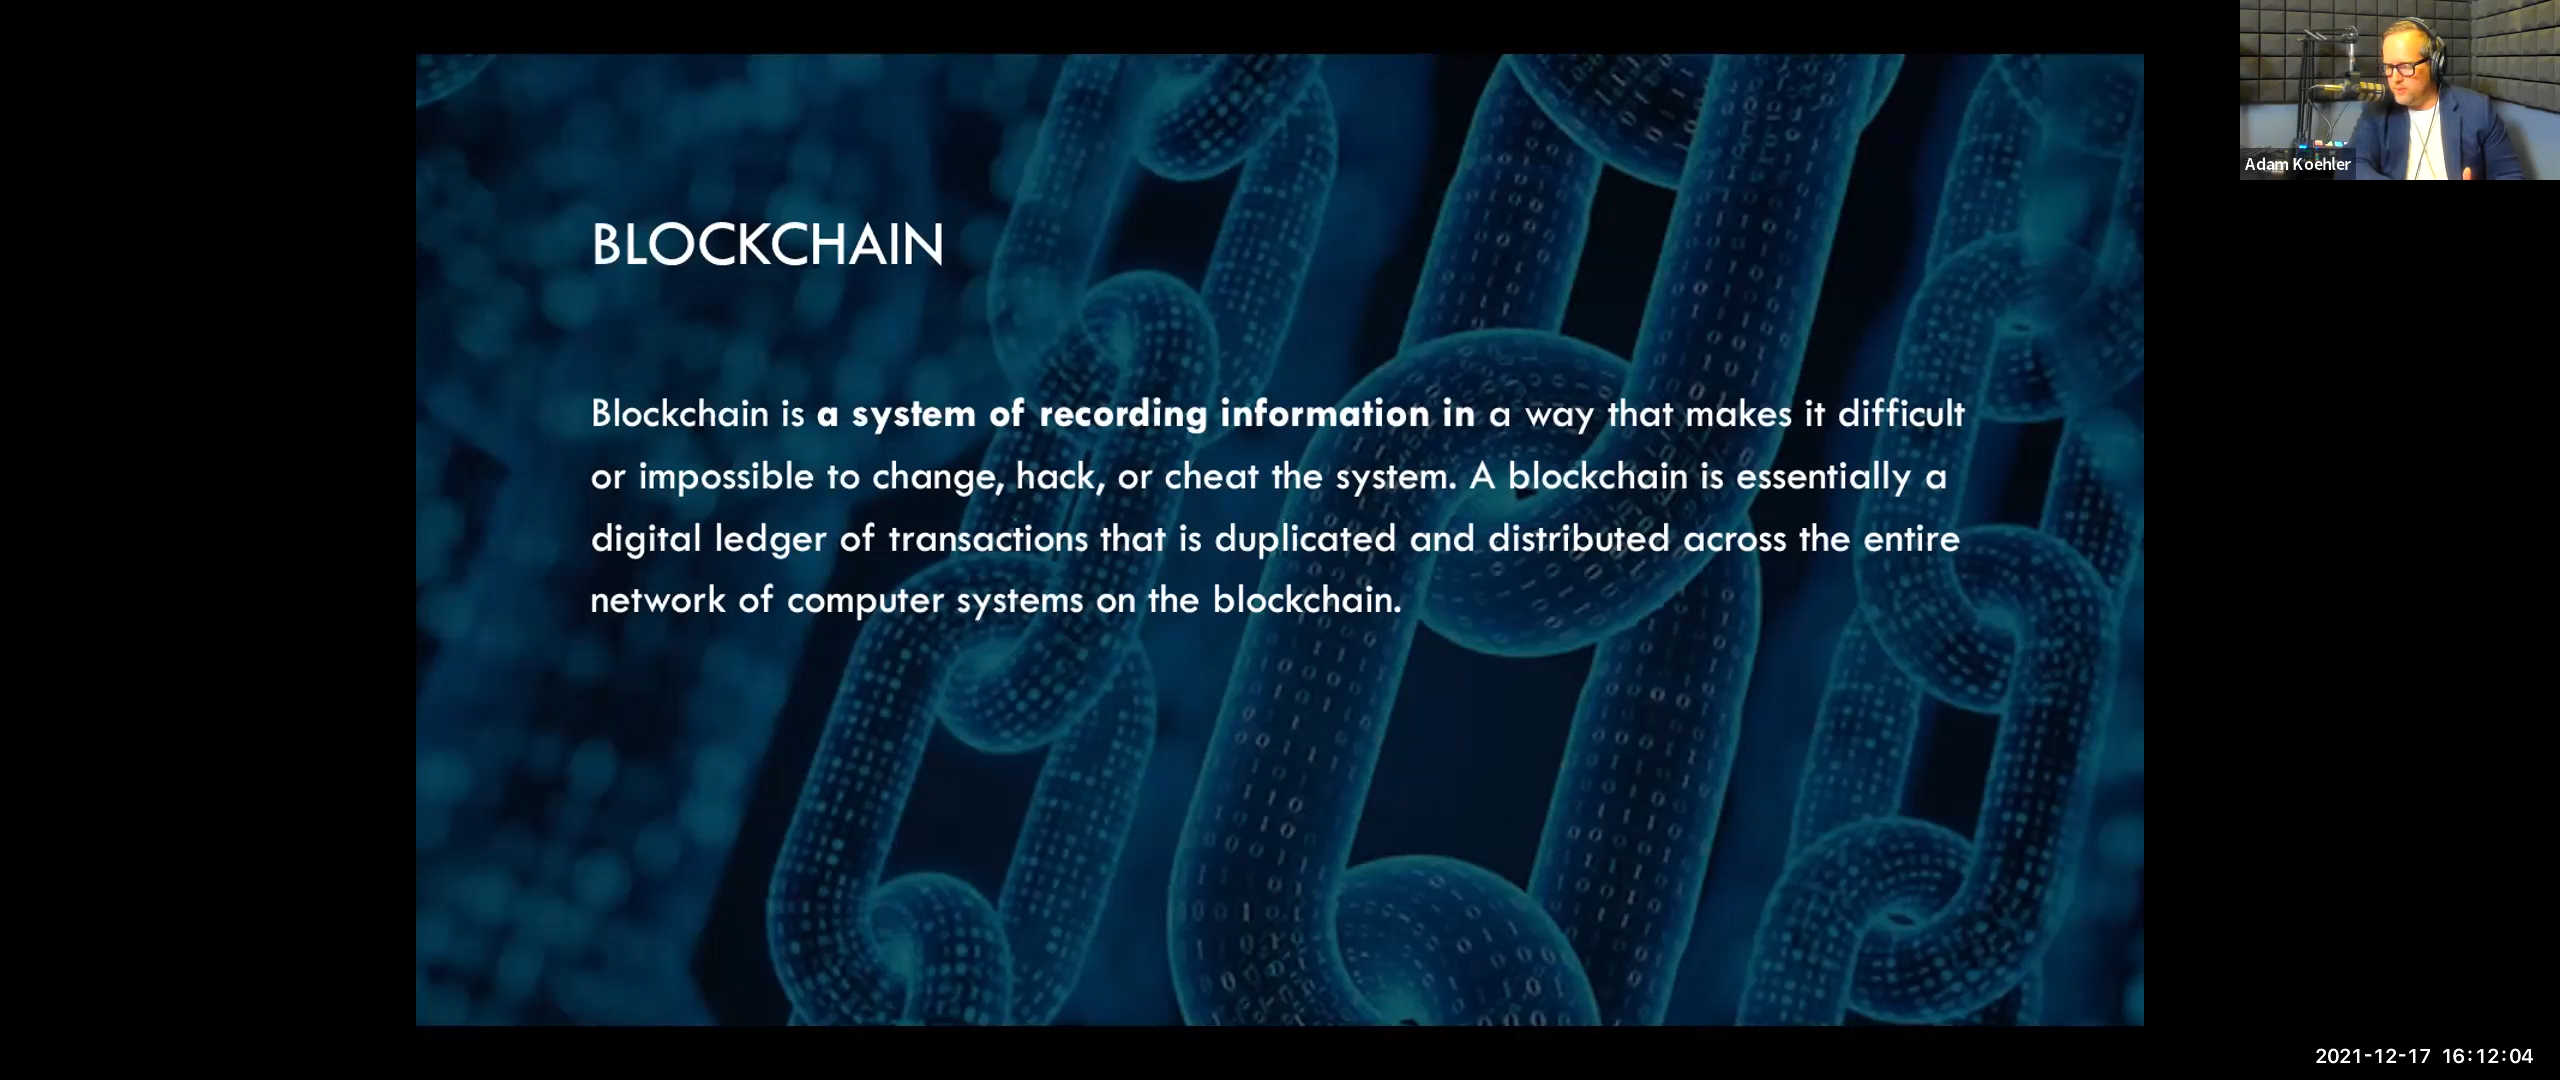 BLOCKCHAIN
Blockchain is a system of recording information in a way that makes it difficult
or impossible to change, hack, or cheat the system. A blockchain is essentially a
digital ledger of transactions that is duplicated and distributed across the entire
network of computer systems on the blockchain.
Adam Koehler
2021-12-17 16:12:04